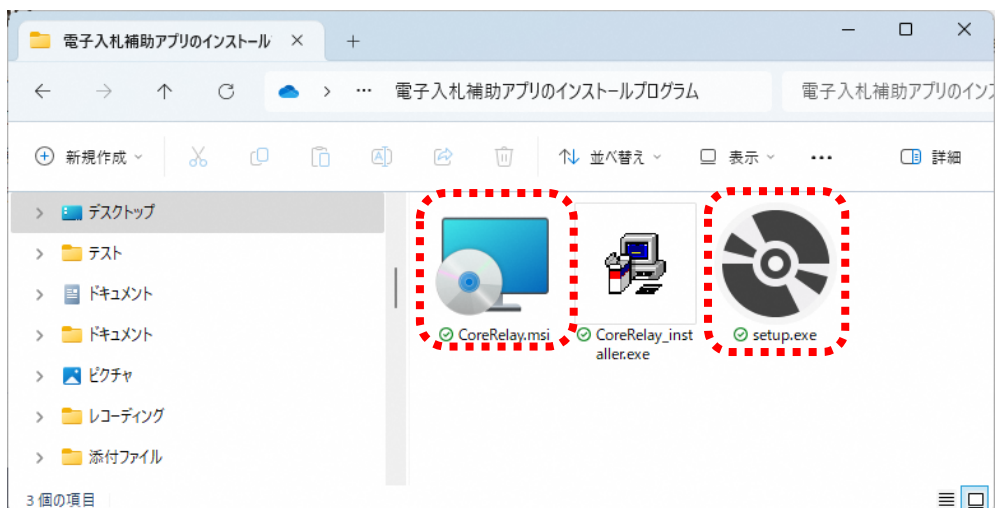 電子入札補助アプリのインストール
電子入札補助アプリのインストールプログラム
電子入札補助アプリのイン
新規作成
並べ替え
表示
詳細
デスクトップ
テスト
ドキュメント
ドキュメント
ピクチャ
レコーディング
添付ファイル
CoreRelay.msi
CoreRelay_inst
aller.exe
setup.exe
3 個の項目